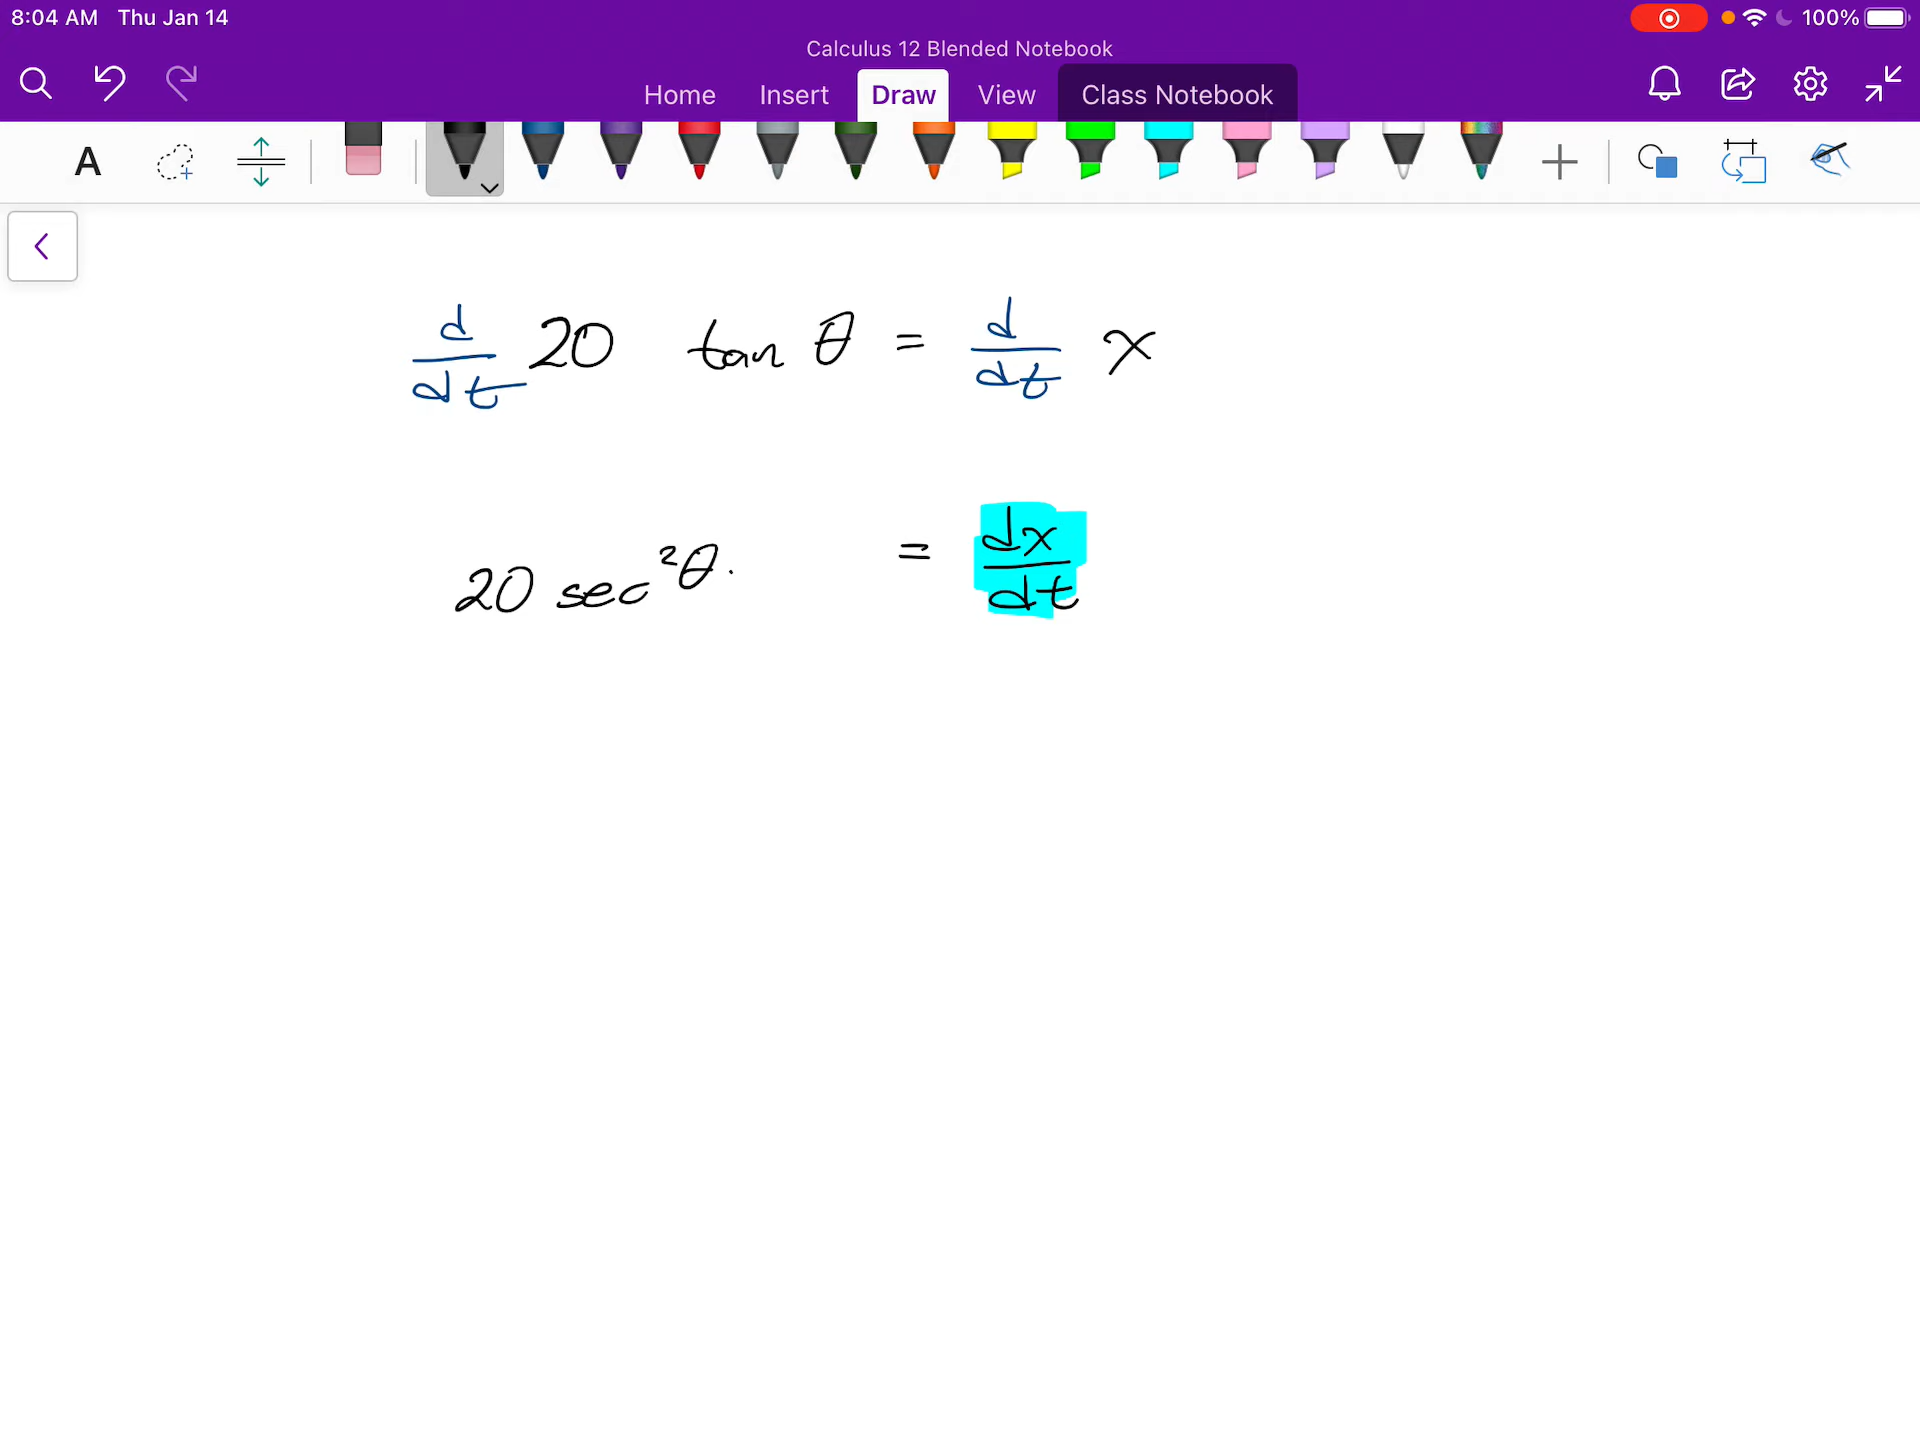 8:04 AM Thu Jan 14 100%
Calculus 12 Blended Notebook
Home Insert Draw View Class Notebook
A
d/dt 20 tan θ = d/dt x
20 sec²θ. = dx/dt